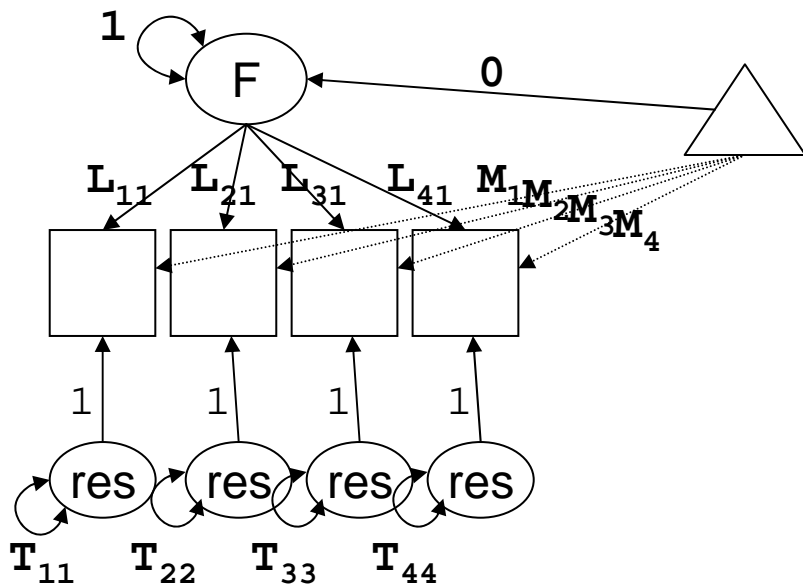 1
F
0
L₁₁ L₂₁ L₃₁ L₄₁ M₁ M₂ M₃ M₄
1 1 1 1
res res res res
T₁₁ T₂₂ T₃₃ T₄₄